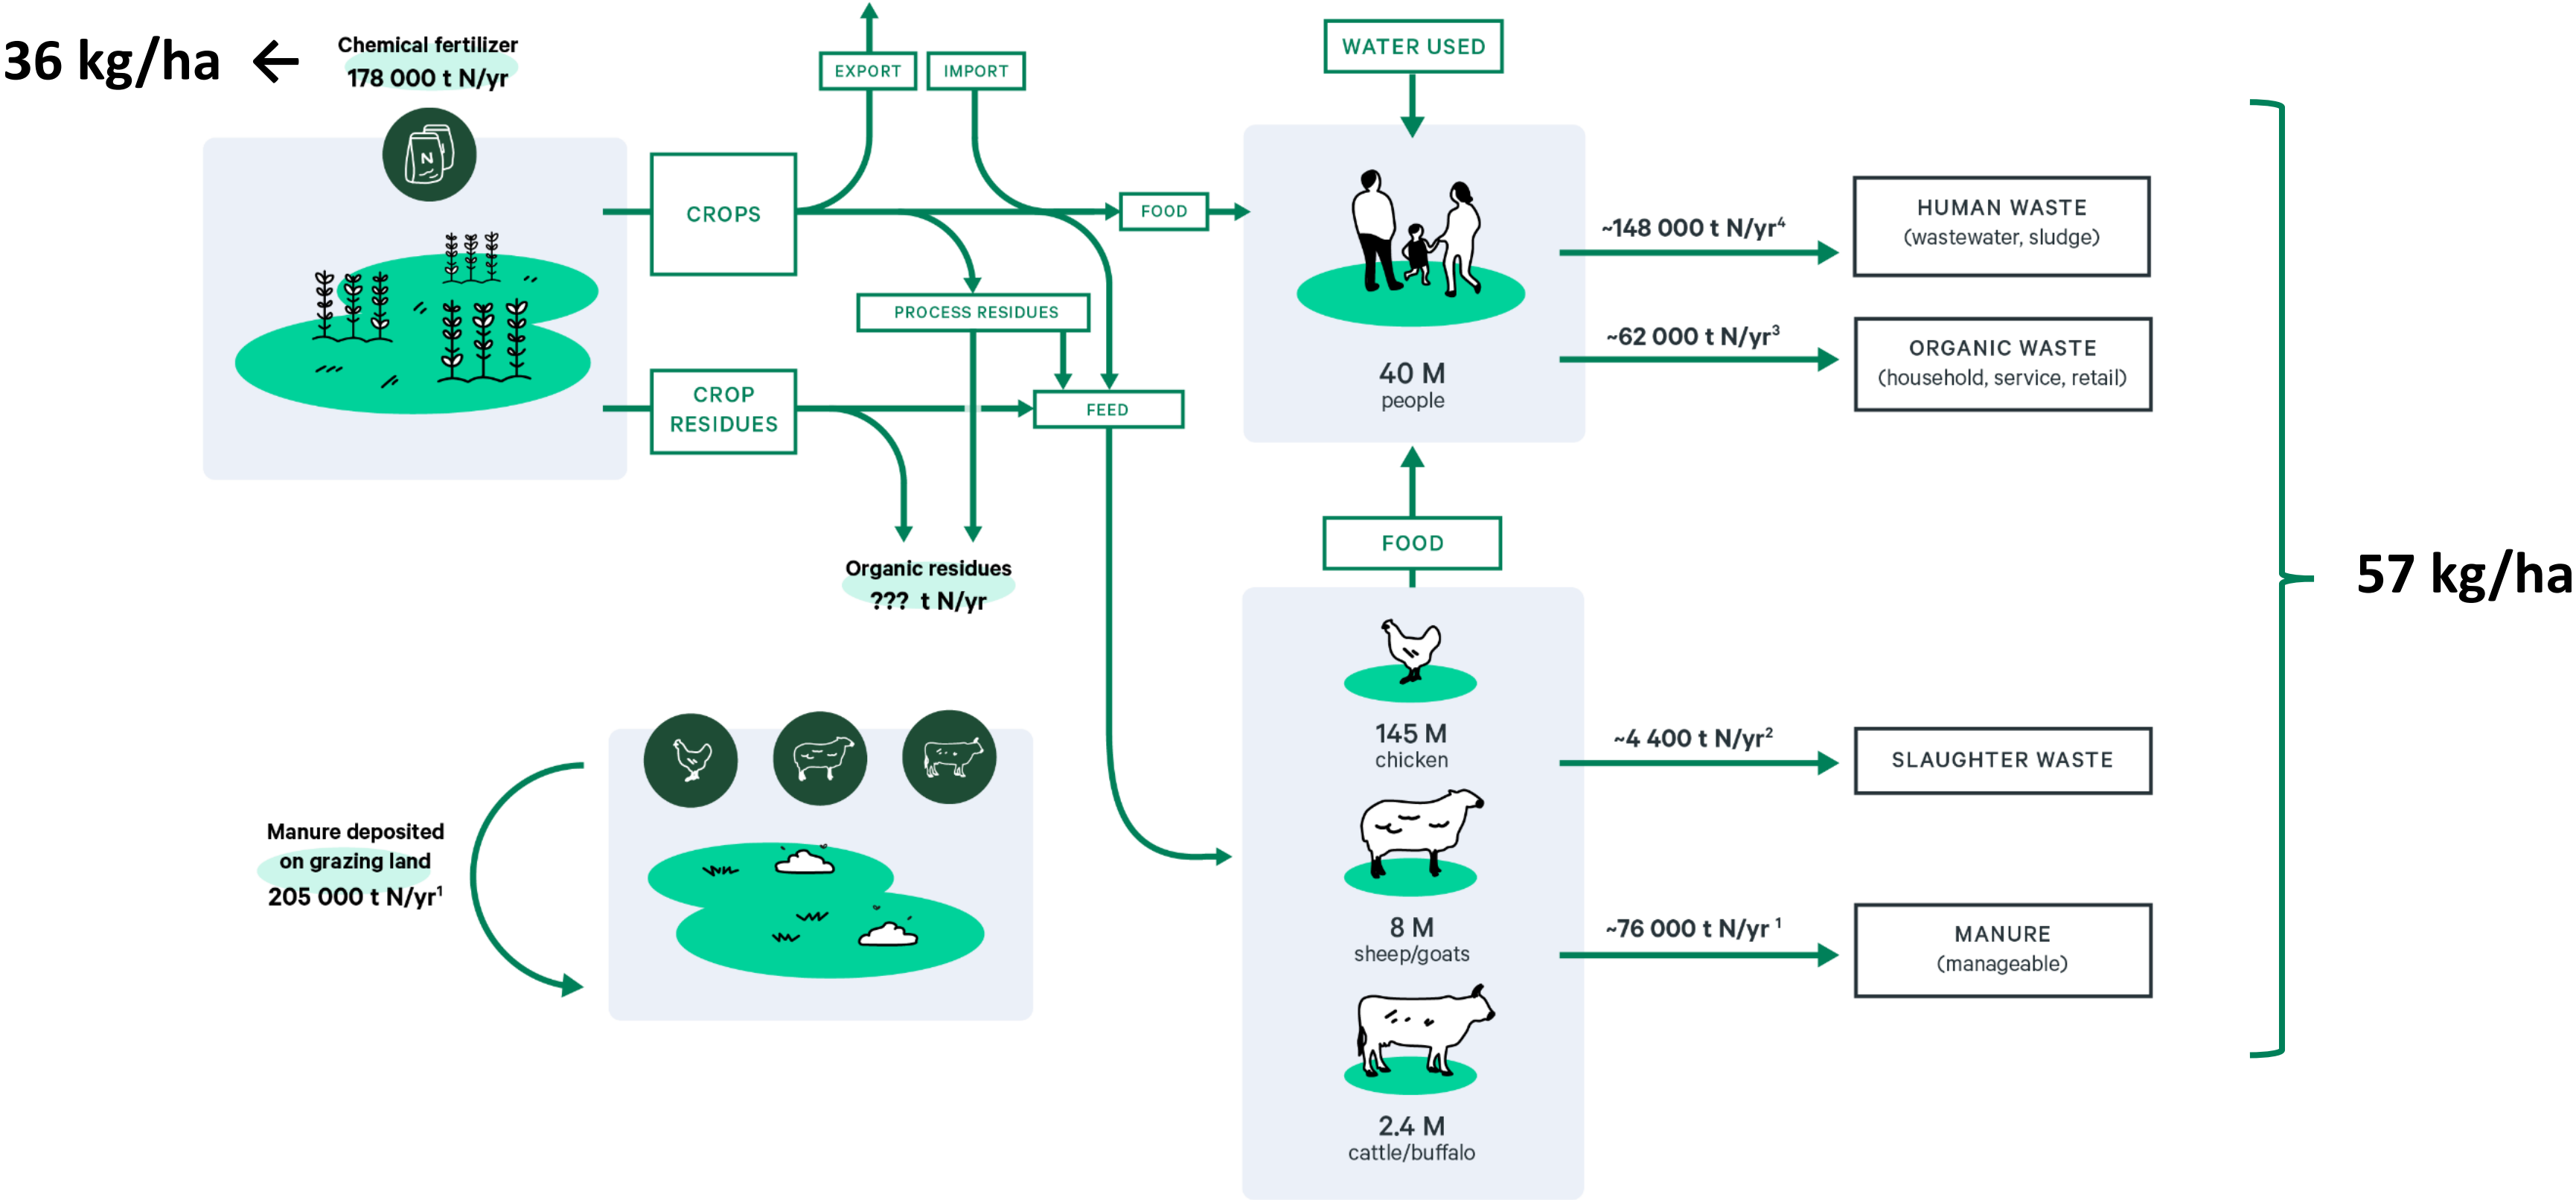 36 kg/ha ←
Chemical fertilizer
178 000 t N/yr
N
EXPORT
IMPORT
WATER USED
CROPS
FOOD
PROCESS RESIDUES
CROP
RESIDUES
FEED
Organic residues
??? t N/yr
40 M
people
~148 000 t N/yr⁴
HUMAN WASTE
(wastewater, sludge)
~62 000 t N/yr³
ORGANIC WASTE
(household, service, retail)
57 kg/ha
FOOD
145 M
chicken
~4 400 t N/yr²
SLAUGHTER WASTE
8 M
sheep/goats
~76 000 t N/yr ¹
MANURE
(manageable)
2.4 M
cattle/buffalo
Manure deposited
on grazing land
205 000 t N/yr¹